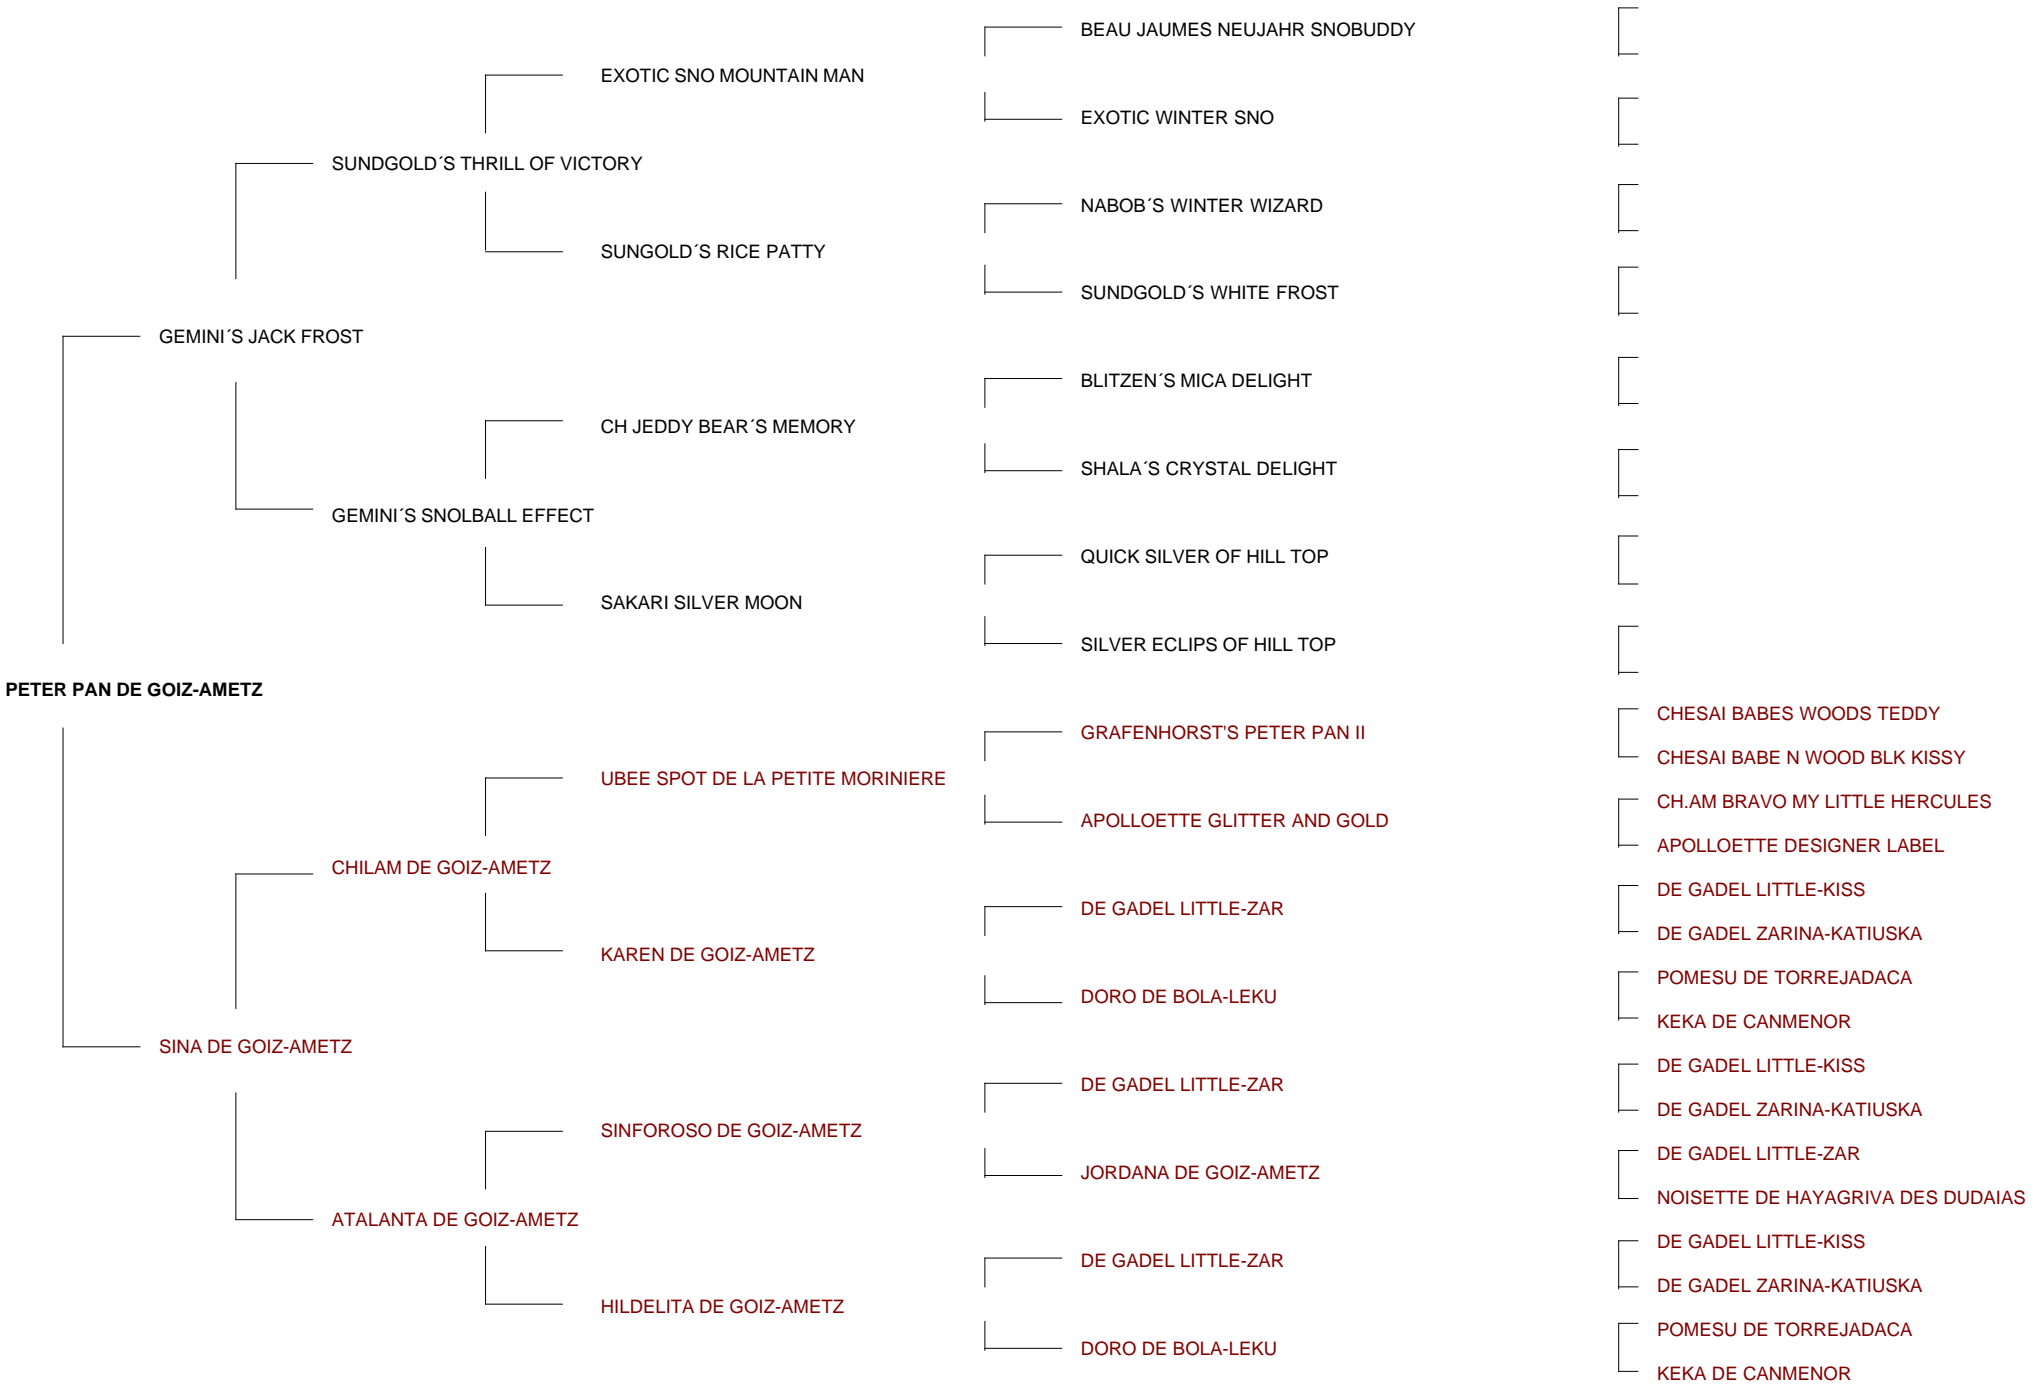 BEAU JAUMES NEUJAHR SNOBUDDY
EXOTIC SNO MOUNTAIN MAN
EXOTIC WINTER SNO
SUNDGOLD´S THRILL OF VICTORY
NABOB´S WINTER WIZARD
SUNGOLD´S RICE PATTY
SUNDGOLD´S WHITE FROST
GEMINI´S JACK FROST
BLITZEN´S MICA DELIGHT
CH JEDDY BEAR´S MEMORY
SHALA´S CRYSTAL DELIGHT
GEMINI´S SNOLBALL EFFECT
QUICK SILVER OF HILL TOP
SAKARI SILVER MOON
SILVER ECLIPS OF HILL TOP
PETER PAN DE GOIZ-AMETZ
CHESAI BABES WOODS TEDDY
GRAFENHORST'S PETER PAN II
CHESAI BABE N WOOD BLK KISSY
UBEE SPOT DE LA PETITE MORINIERE
CH.AM BRAVO MY LITTLE HERCULES
APOLLOETTE GLITTER AND GOLD
APOLLOETTE DESIGNER LABEL
CHILAM DE GOIZ-AMETZ
DE GADEL LITTLE-KISS
DE GADEL LITTLE-ZAR
DE GADEL ZARINA-KATIUSKA
KAREN DE GOIZ-AMETZ
POMESU DE TORREJADACA
DORO DE BOLA-LEKU
KEKA DE CANMENOR
SINA DE GOIZ-AMETZ
DE GADEL LITTLE-KISS
DE GADEL LITTLE-ZAR
DE GADEL ZARINA-KATIUSKA
SINFOROSO DE GOIZ-AMETZ
DE GADEL LITTLE-ZAR
JORDANA DE GOIZ-AMETZ
NOISETTE DE HAYAGRIVA DES DUDAIAS
ATALANTA DE GOIZ-AMETZ
DE GADEL LITTLE-KISS
DE GADEL LITTLE-ZAR
DE GADEL ZARINA-KATIUSKA
HILDELITA DE GOIZ-AMETZ
POMESU DE TORREJADACA
DORO DE BOLA-LEKU
KEKA DE CANMENOR